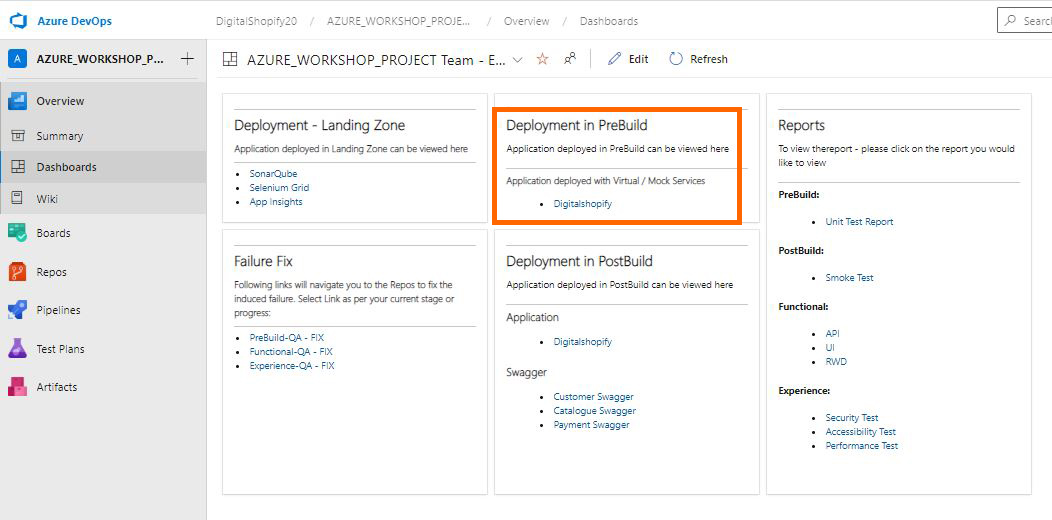 Azure DevOps
DigitalShopify20 / AZURE_WORKSHOP_PROJE... / Overview / Dashboards
Search
A AZURE_WORKSHOP_P...
AZURE_WORKSHOP_PROJECT Team - E...
Edit
Refresh
Overview
Summary
Dashboards
Wiki
Boards
Repos
Pipelines
Test Plans
Artifacts
Deployment - Landing Zone
Application deployed in Landing Zone can be viewed here
SonarQube
Selenium Grid
App Insights
Deployment in PreBuild
Application deployed in PreBuild can be viewed here
Application deployed with Virtual / Mock Services
Digitalshopify
Reports
To view thereport - please click on the report you would
like to view
PreBuild:
Unit Test Report
PostBuild:
Smoke Test
Functional:
API
UI
RWD
Experience:
Security Test
Accessibility Test
Performance Test
Failure Fix
Following links will navigate you to the Repos to fix the
induced failure. Select Link as per your current stage or
progress:
PreBuild-QA - FIX
Functional-QA - FIX
Experience-QA - FIX
Deployment in PostBuild
Application deployed in PostBuild can be viewed here
Application
Digitalshopify
Swagger
Customer Swagger
Catalogue Swagger
Payment Swagger